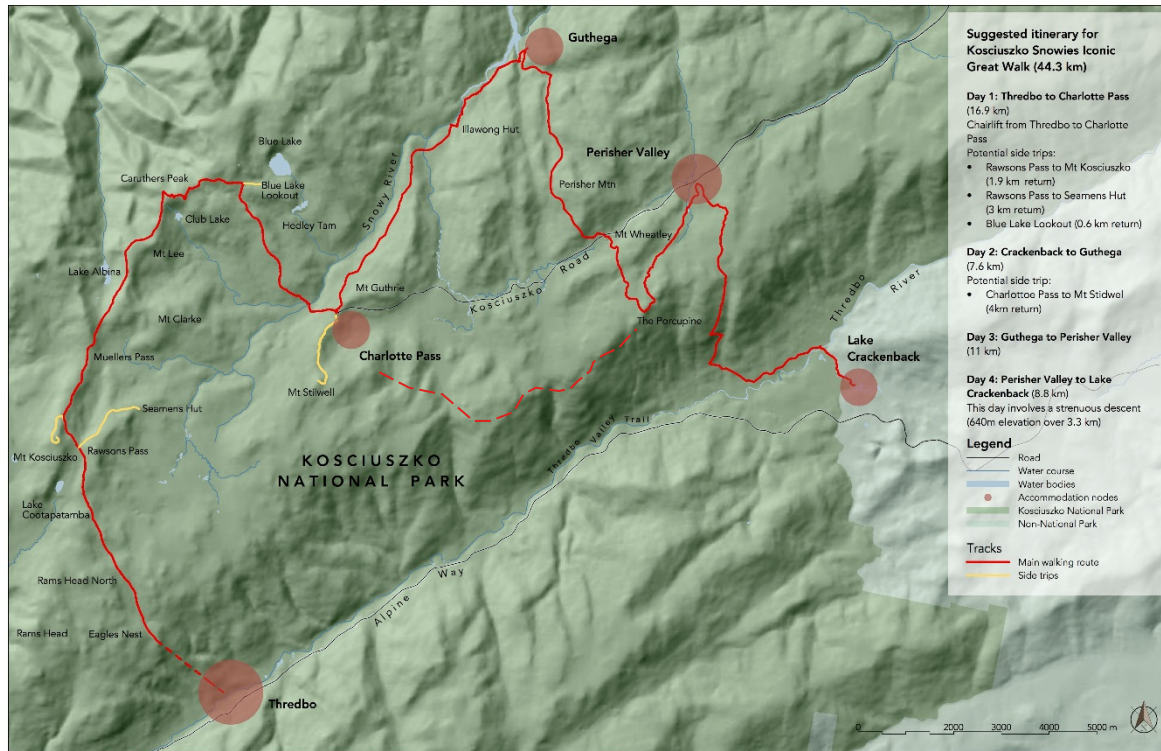 Guthega
Blue Lake
Illawong Hut
Perisher Valley
Caruthers Peak
Blue Lake
Lookout
Snowy River
Perisher Mtn
Club Lake
Hedley Tarn
Mt Lee
Mt Wheatley
Lake Albina
Mt Guthrie
Kosciuszko Road
Thredbo River
Mt Clarke
The Porcupine
Charlotte Pass
Lake
Crackenback
Muellers Pass
Mt Stilwell
Seamens Hut
Thredbo Valley Trail
Mt Kosciuszko
Rawsons Pass
KOSCIUSZKO
NATIONAL PARK
Lake
Cootapatamba
Rams Head North
Alpine Way
Rams Head
Eagles Nest
Thredbo
Suggested itinerary for
Kosciuszko Snowies Iconic
Great Walk (44.3 km)
Day 1: Thredbo to Charlotte Pass
(16.9 km)
Chairlift from Thredbo to Charlotte
Pass
Potential side trips:
• Rawsons Pass to Mt Kosciuszko
(1.9 km return)
• Rawsons Pass to Seamens Hut
(3 km return)
• Blue Lake Lookout (0.6 km return)
Day 2: Crackenback to Guthega
(7.6 km)
Potential side trip:
• Charlottoe Pass to Mt Stidwel
(4km return)
Day 3: Guthega to Perisher Valley
(11 km)
Day 4: Perisher Valley to Lake
Crackenback (8.8 km)
This day involves a strenuous descent
(640m elevation over 3.3 km)
Legend
Road
Water course
Water bodies
Accommodation nodes
Kosciuszko National Park
Non-National Park
Tracks
Main walking route
Side trips
0 2000 4000 5000 m